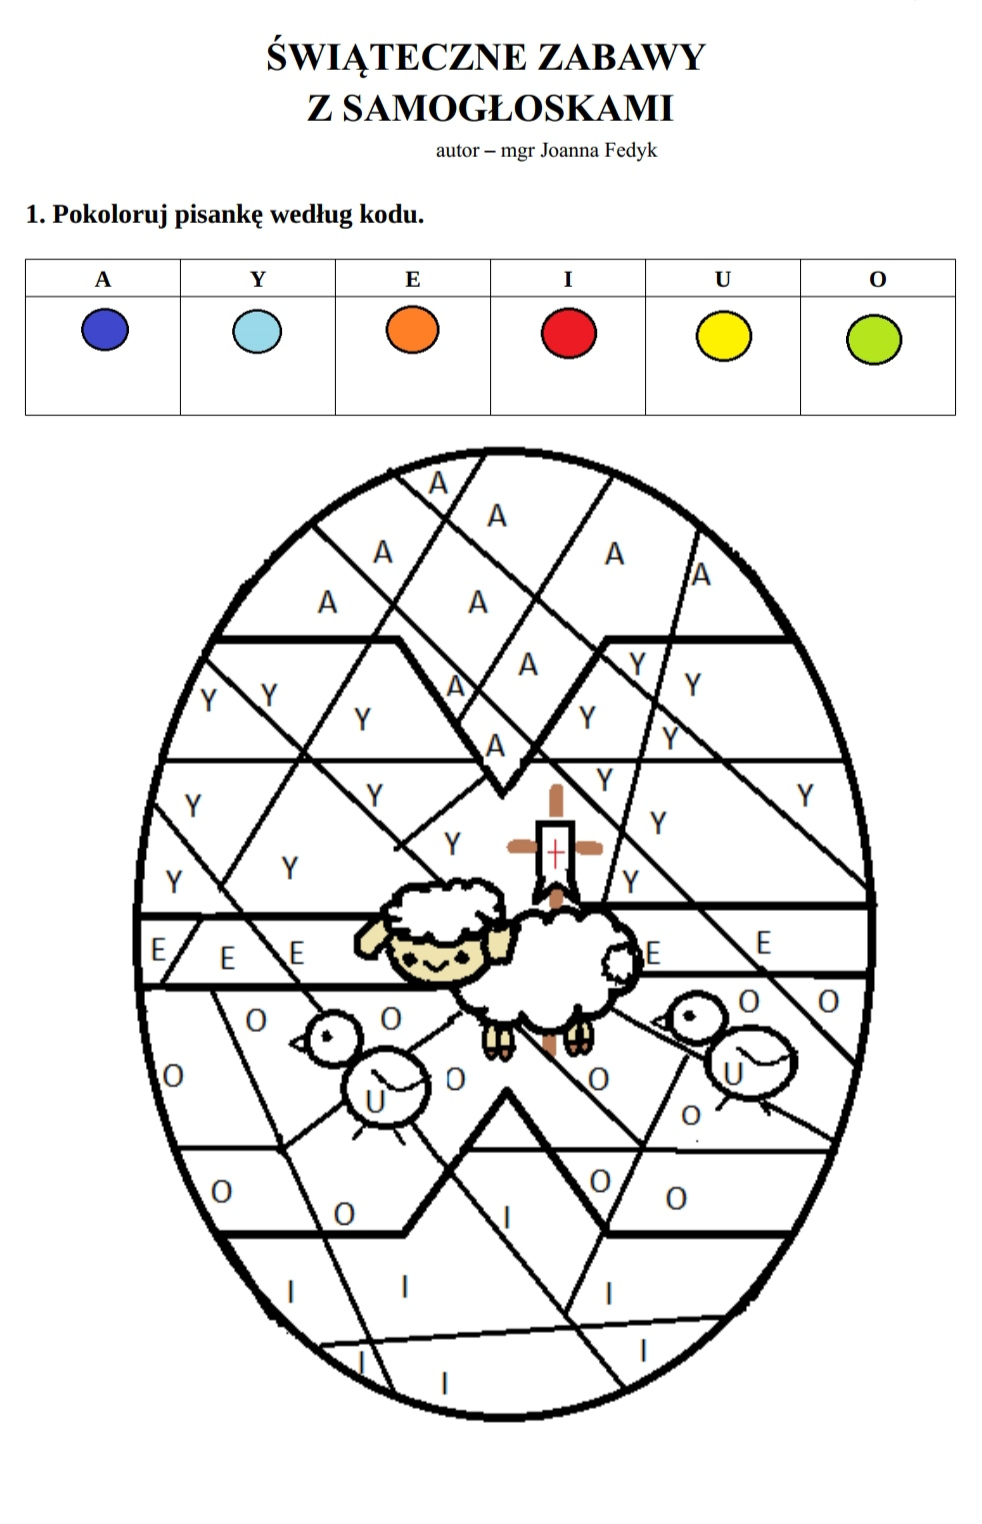 ŚWIĄTECZNE ZABAWY
Z SAMOGŁOSKAMI
autor – mgr Joanna Fedyk
1. Pokoloruj pisankę według kodu.
A Y E I U O
A
A
A A A
A A
A Y
Y Y A Y
Y Y Y
A
Y Y Y
Y Y
Y Y Y
E E E E E
O O O O
O O O
U U
O
O O O O
I
I I I
I I
I